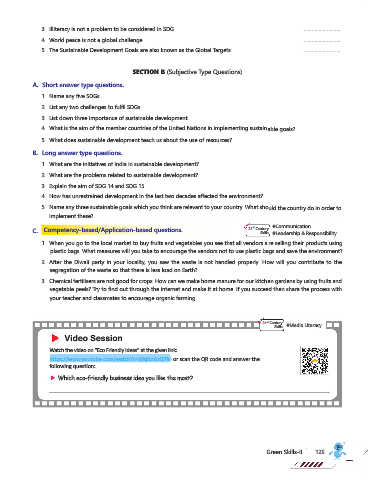 3 Illiteracy is not a problem to be considered in SDG
4 World peace is not a global challenge
5 The Sustainable Development Goals are also known as the Global Targets
SECTION B (Subjective Type Questions)
A. Short answer type questions.
1 Name any five SDGs
2 List any two challenges to fulfil SDGs
3 List down three importance of sustainable development
4 What is the aim of the member countries of the United Nations in implementing sustainable goals?
5 What does sustainable development teach us about the use of resources?
B. Long answer type questions.
1 What are the initiatives of India in sustainable development?
2 What are the problems related to sustainable development?
3 Explain the aim of SDG 14 and SDG 15
4 How has unrestrained development in the last two decades affected the environment?
5 Name any three sustainable goals which you think are relevant to your country What should the country do in order to
implement these?
C. Competency-based/Application-based questions.
21st Century Skills #Communication
#Leadership & Responsibility
1 When you go to the local market to buy fruits and vegetables you see that all vendors are selling their products using
plastic bags What measures will you take to encourage the vendors not to use plastic bags and save the environment?
2 After the Diwali party in your locality, you saw the waste is not handled properly How will you contribute to the
segregation of the waste so that there is less load on Earth?
3 Chemical fertilisers are not good for crops How can we make home manure for our kitchen gardens by using fruits and
vegetable peels? Try to find out through the internet and make it at home If you succeed then share the process with
your teacher and classmates to encourage organic farming
21st Century Skills #Media Literacy
Video Session
Watch the video on "Eco Friendly Ideas" at the given link:
or scan the QR code and answer the
following question:
Which eco-friendly business idea you like the most?
Green Skills-II 125